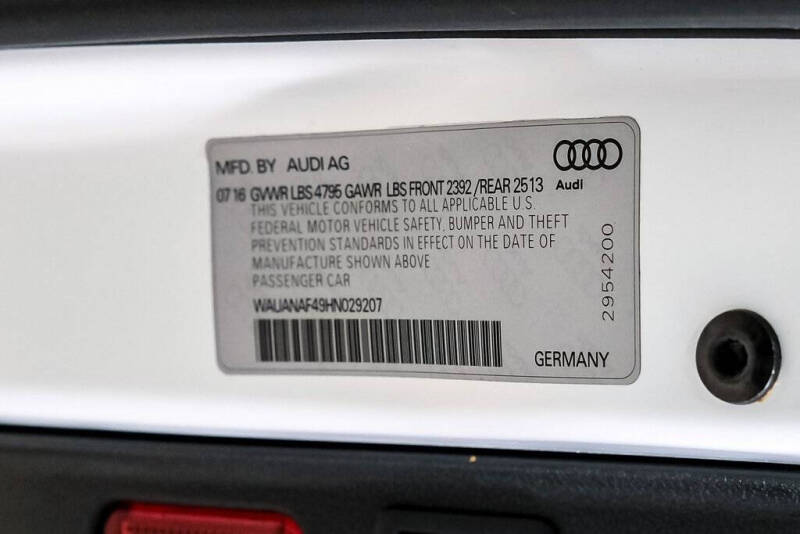 MFD. BY AUDI AG
Audi
07 16 GVWR LBS 4795 GAWR LBS FRONT 2392 /REAR 2513
THIS VEHICLE CONFORMS TO ALL APPLICABLE U S.
FEDERAL MOTOR VEHICLE SAFETY, BUMPER AND THEFT
PREVENTION STANDARDS IN EFFECT ON THE DATE OF
MANUFACTURE SHOWN ABOVE
PASSENGER CAR
WAUANAF49HN029207
GERMANY
2954200